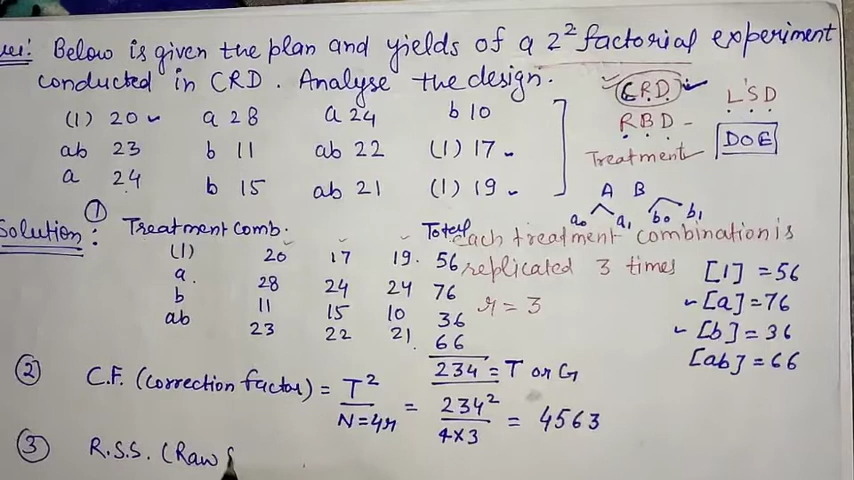 Ques: Below is given the plan and yields of a 2² factorial experiment
conducted in CRD. Analyse the design.
(1) 20 a 28 a 24 b 10
ab 23 b 11 ab 22 (1) 17
a 24 b 15 ab 21 (1) 19
CRD L'SD
RBD -
DOE
Treatment
A B
a0 a1 b0 b1
Solution: ① Treatment comb. Total
(1) 20 17 19. 56
a 28 24 24 76
b 11 15 10 36
ab 23 22 21 66
each treatment combination is
replicated 3 times
r = 3
[1] = 56
[a] = 76
[b] = 36
[ab] = 66
234 = T or G
② C.F. (correction factor) = T²/N=4r = 234²/4×3 = 4563
③ R.S.S. (Raw